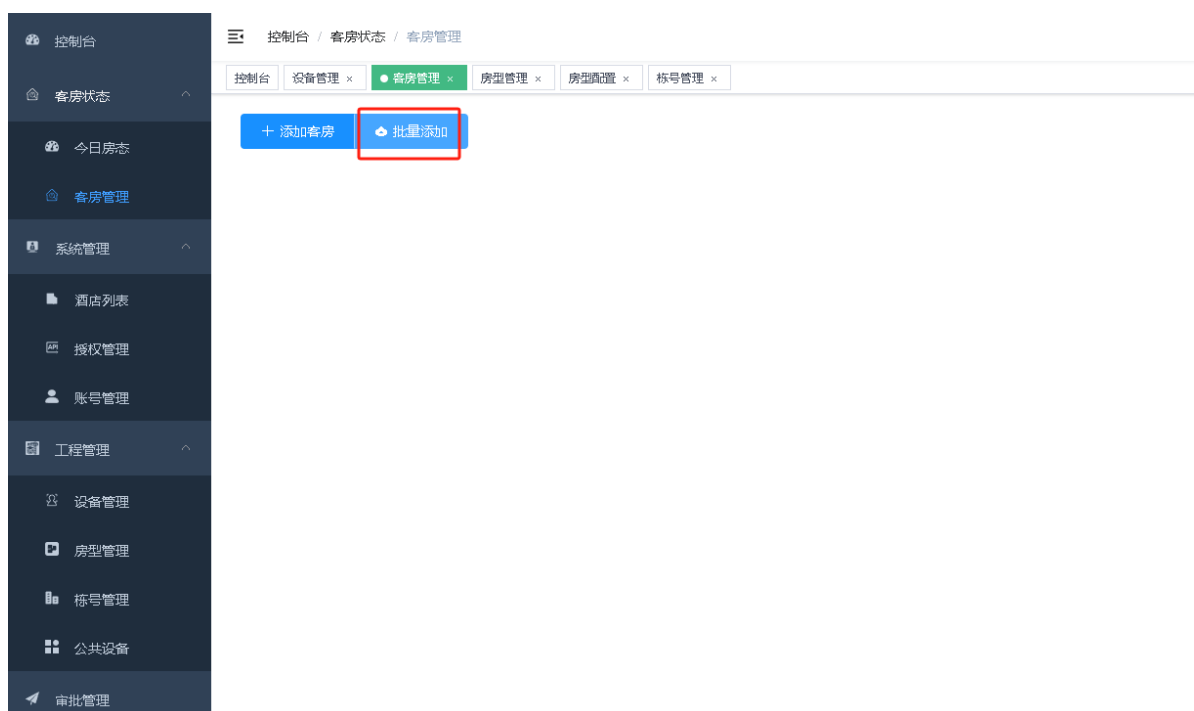 控制台
客房状态
今日房态
客房管理
系统管理
酒店列表
授权管理
账号管理
工程管理
设备管理
房型管理
栋号管理
公共设备
审批管理
控制台 / 客房状态 / 客房管理
控制台 设备管理 × 客房管理 × 房型管理 × 房型配置 × 栋号管理 ×
+ 添加客房 批量添加